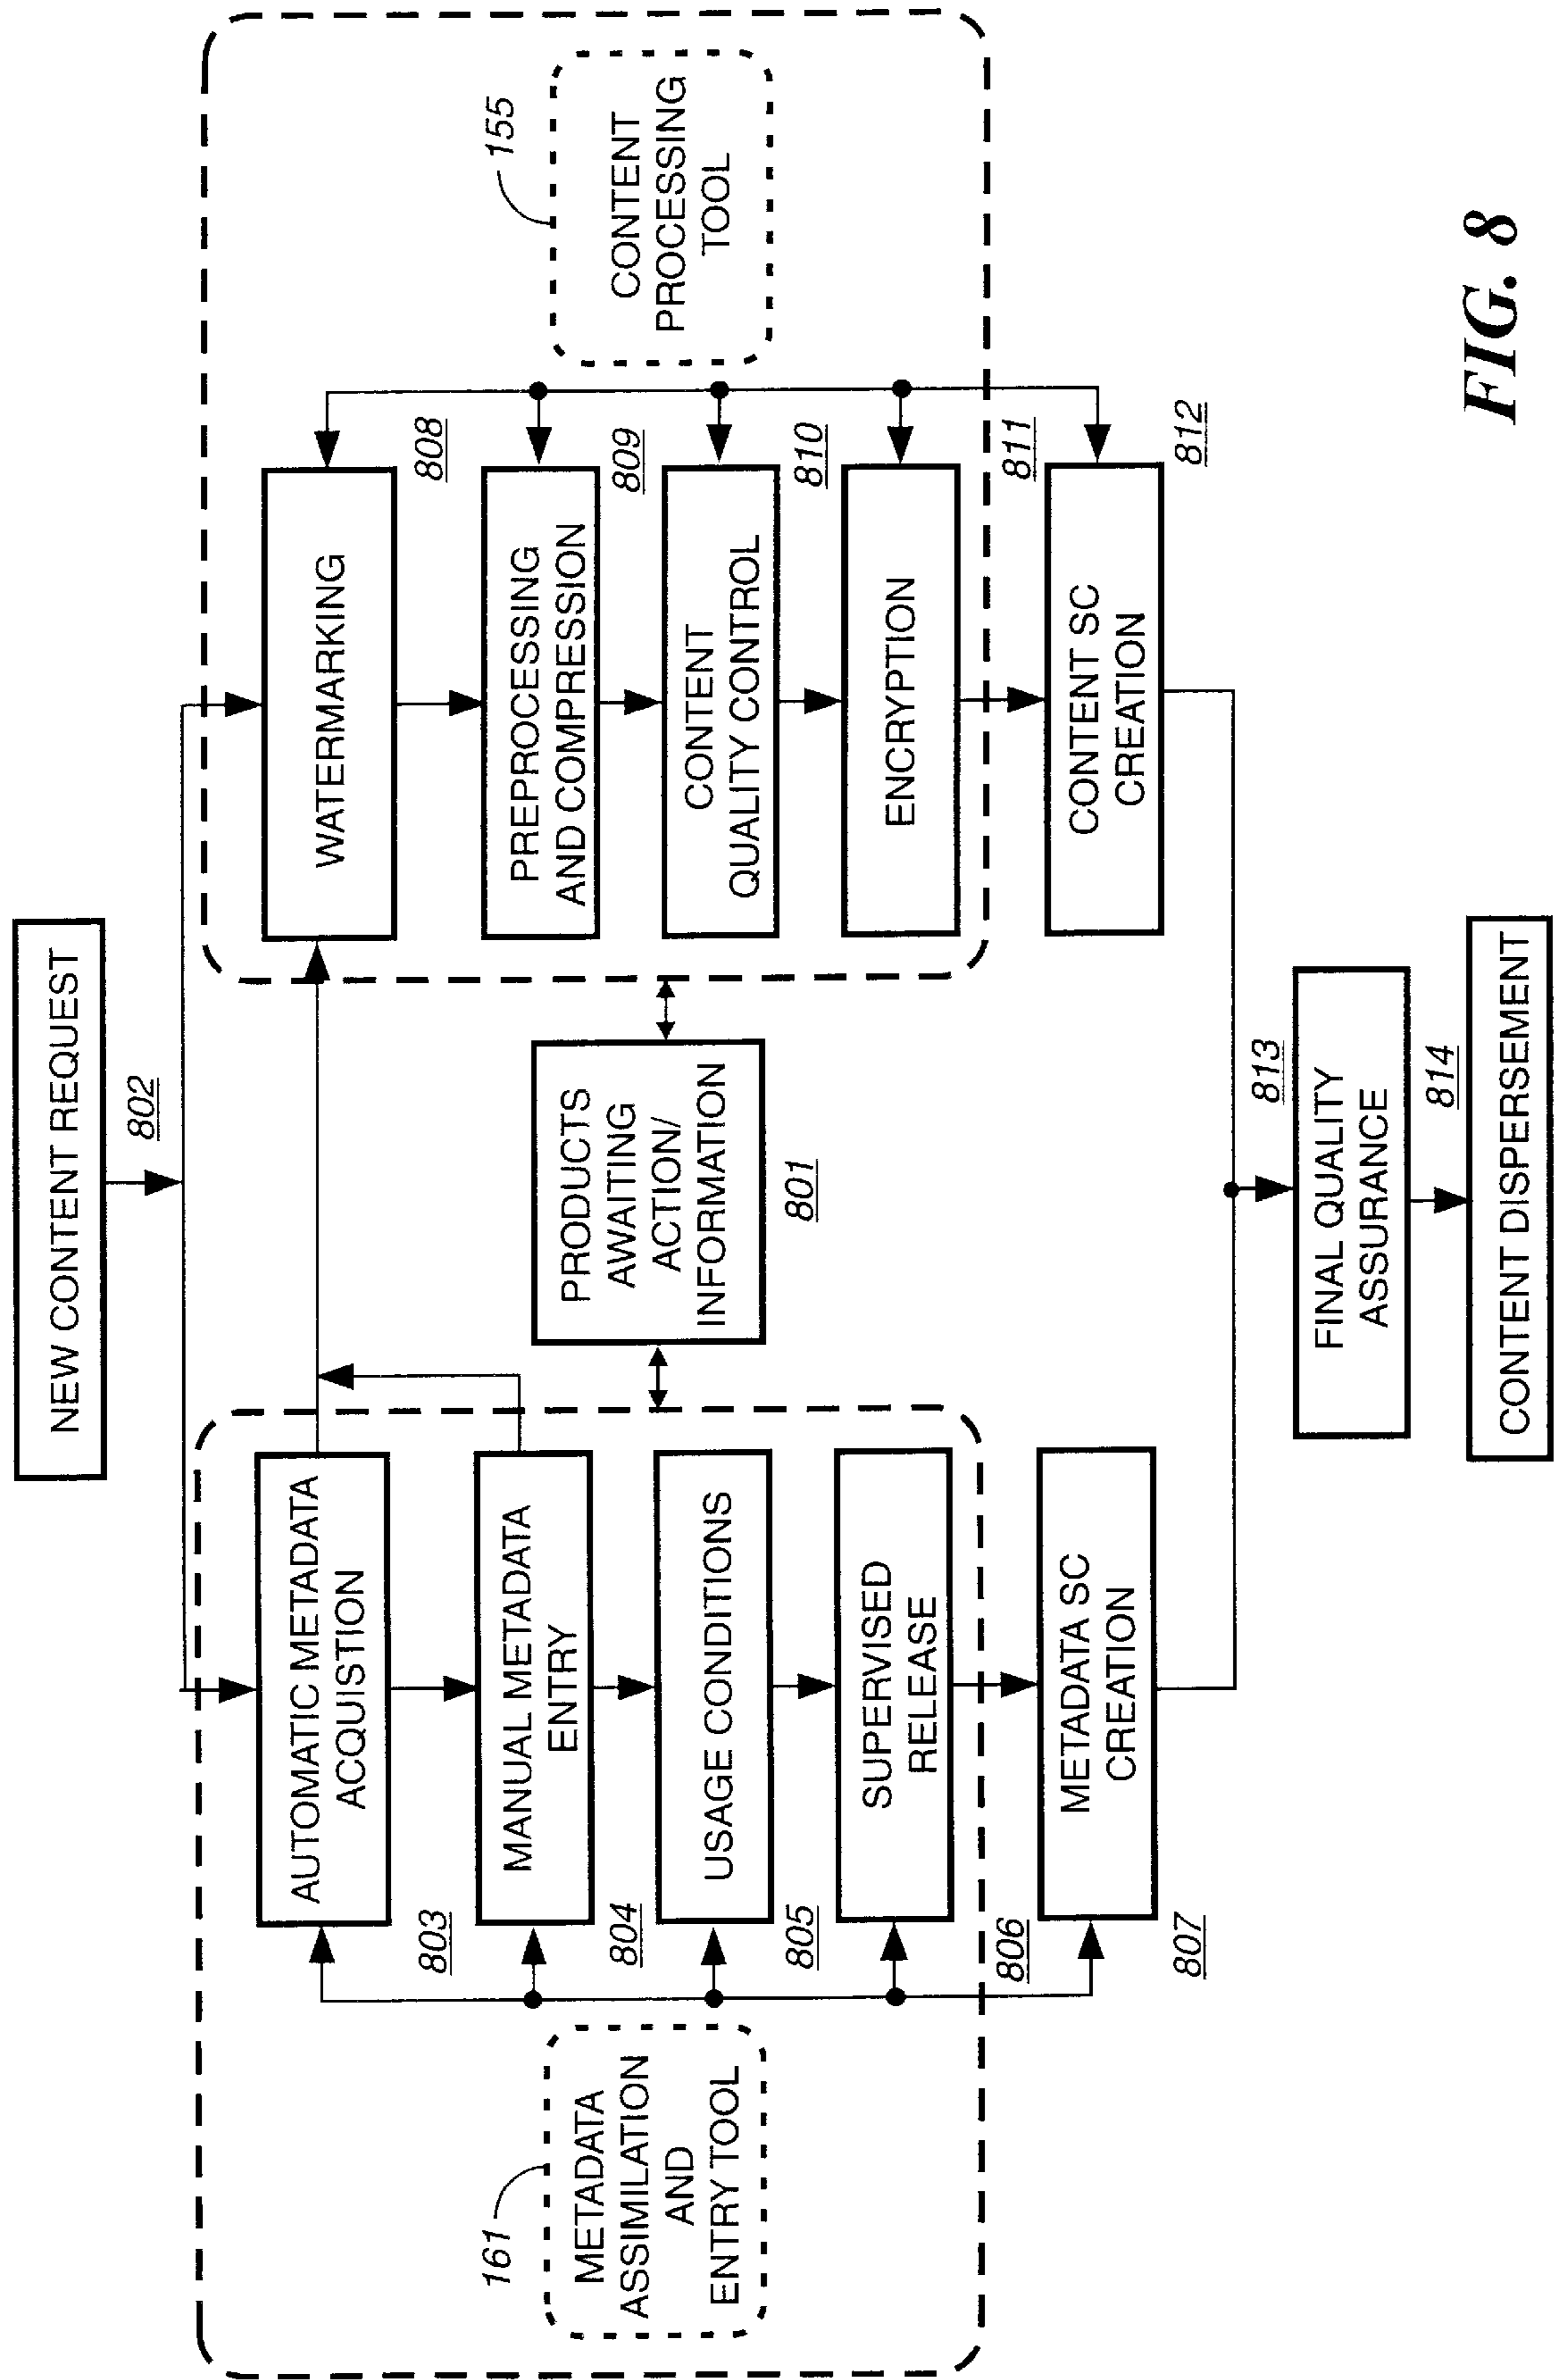 NEW CONTENT REQUEST
802
AUTOMATIC METADATA
ACQUISTION
803
MANUAL METADATA
ENTRY
804
USAGE CONDITIONS
805
SUPERVISED
RELEASE
806
METADATA SC
CREATION
807
161
METADATA
ASSIMILATION
AND
ENTRY TOOL
PRODUCTS
AWAITING
ACTION/
INFORMATION
801
WATERMARKING
808
PREPROCESSING
AND COMPRESSION
809
CONTENT
QUALITY CONTROL
810
ENCRYPTION
811
CONTENT SC
CREATION
812
155
CONTENT
PROCESSING
TOOL
FINAL QUALITY
ASSURANCE
813
CONTENT DISPERSEMENT
814
FIG. 8